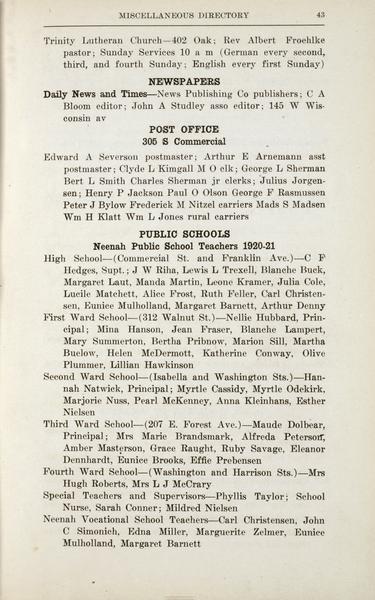 MISCELLANEOUS DIRECTORY 43
Trinity Lutheran Church—402 Oak; Rev Albert Froehlke
pastor; Sunday Services 10 a m (German every second,
third, and fourth Sunday; English every first Sunday)
NEWSPAPERS
Daily News and Times—News Publishing Co publishers; C A
Bloom editor; John A Studley asso editor; 145 W Wis-
consin av
POST OFFICE
305 S Commercial
Edward A Severson postmaster; Arthur E Arnemann asst
postmaster; Clyde L Kimgall M O clk; George L Sherman
Bert L Smith Charles Sherman jr clerks; Julius Jorgen-
sen; Henry P Jackson Paul O Olson George F Rasmussen
Peter J Bylow Frederick M Nitzel carriers Mads S Madsen
Wm H Klatt Wm L Jones rural carriers
PUBLIC SCHOOLS
Neenah Public School Teachers 1920-21
High School—(Commercial St. and Franklin Ave.)—C F
Hedges, Supt.; J W Riha, Lewis L Trexell, Blanche Buck,
Margaret Laut, Manda Martin, Leone Kramer, Julia Cole,
Lucile Matchett, Alice Frost, Ruth Feller, Carl Christen-
sen, Eunice Mulholland, Margaret Barnett, Arthur Denny
First Ward School—(312 Walnut St.)—Nellie Hubbard, Prin-
cipal; Mina Hanson, Jean Fraser, Blanche Lampert,
Mary Summerton, Bertha Pribnow, Marion Sill, Martha
Buelow, Helen McDermott, Katherine Conway, Olive
Plummer, Lillian Hawkinson
Second Ward School—(Isabella and Washington Sts.)—Han-
nah Natwick, Principal; Myrtle Cassidy, Myrtle Odekirk,
Marjorie Nuss, Pearl McKenney, Anna Kleinhans, Esther
Nielsen
Third Ward School—(207 E. Forest Ave.)—Maude Dolbear,
Principal; Mrs Marie Brandsmark, Alfreda Peterson,
Amber Masterson, Grace Raught, Ruby Savage, Eleanor
Dennhardt, Eunice Brooks, Effie Prebensen
Fourth Ward School—(Washington and Harrison Sts.)—Mrs
Hugh Roberts, Mrs L J McCrary
Special Teachers and Supervisors—Phyllis Taylor; School
Nurse, Sarah Conner; Mildred Nielsen
Neenah Vocational School Teachers—Carl Christensen, John
C Simonich, Edna Miller, Marguerite Zelmer, Eunice
Mulholland, Margaret Barnett